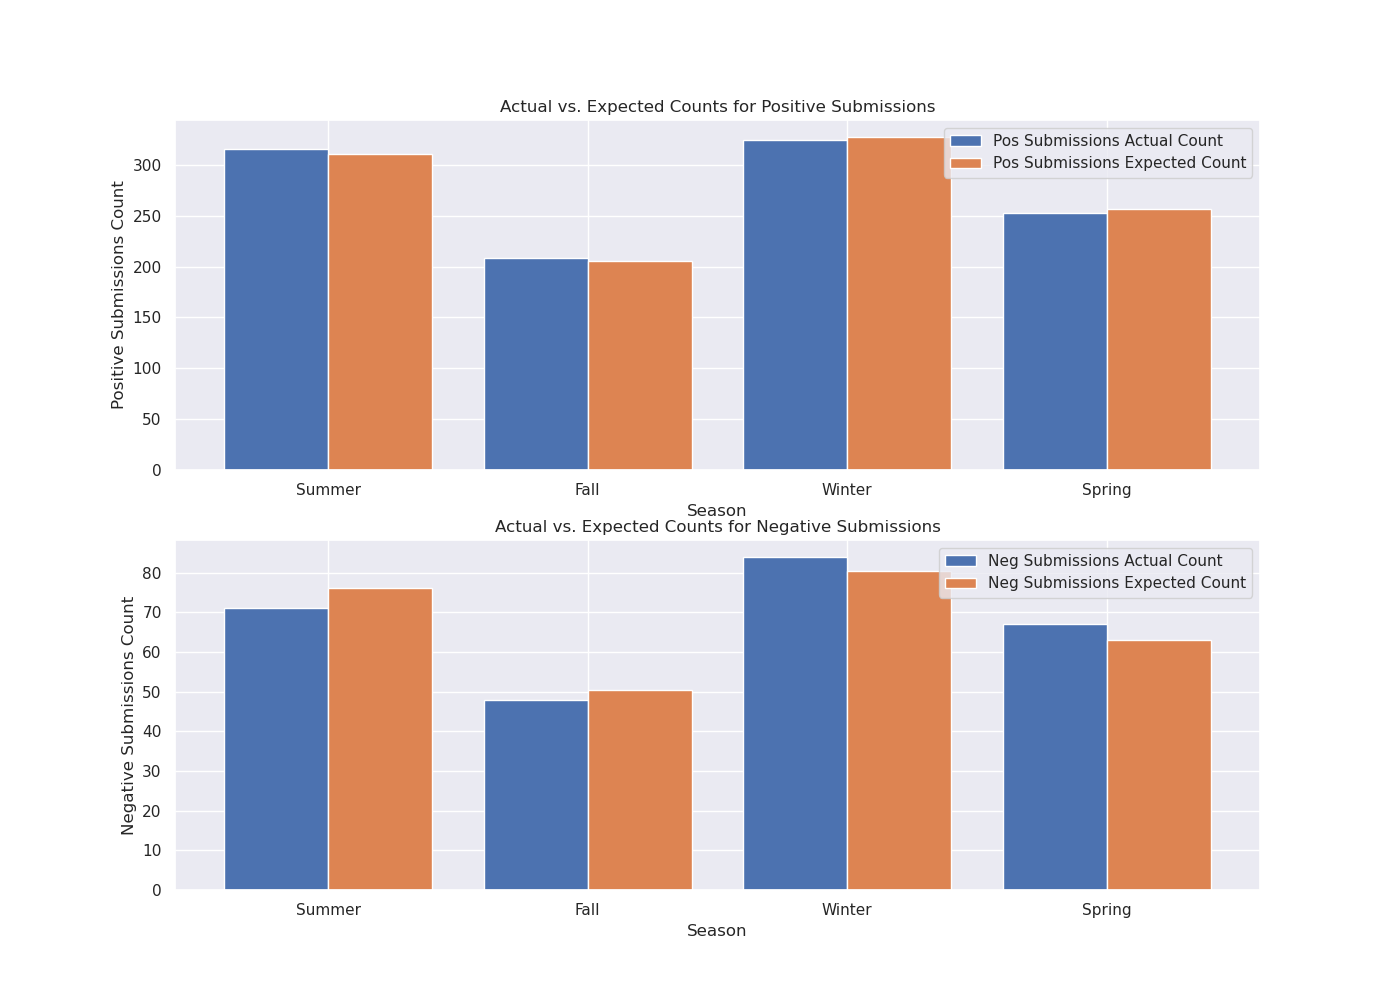 Actual vs. Expected Counts for Positive Submissions
Pos Submissions Actual Count
Pos Submissions Expected Count
Positive Submissions Count
300
250
200
150
100
50
0
Summer Fall Winter Spring
Season
Actual vs. Expected Counts for Negative Submissions
Neg Submissions Actual Count
Neg Submissions Expected Count
Negative Submissions Count
80
70
60
50
40
30
20
10
0
Summer Fall Winter Spring
Season